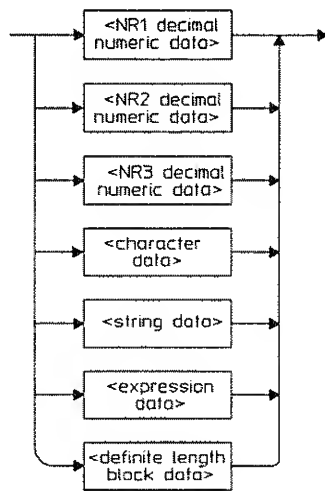 <NR1 decimal
numeric data>
<NR2 decimal
numeric data>
<NR3 decimal
numeric data>
<character
data>
<string data>
<expression
data>
<definite length
block data>